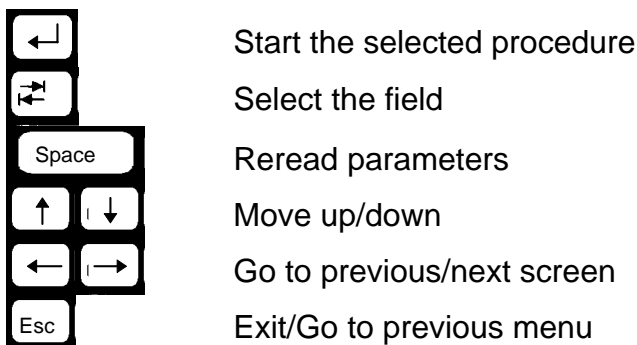 Start the selected procedure
Select the field
Space Reread parameters
Move up/down
Go to previous/next screen
Esc Exit/Go to previous menu